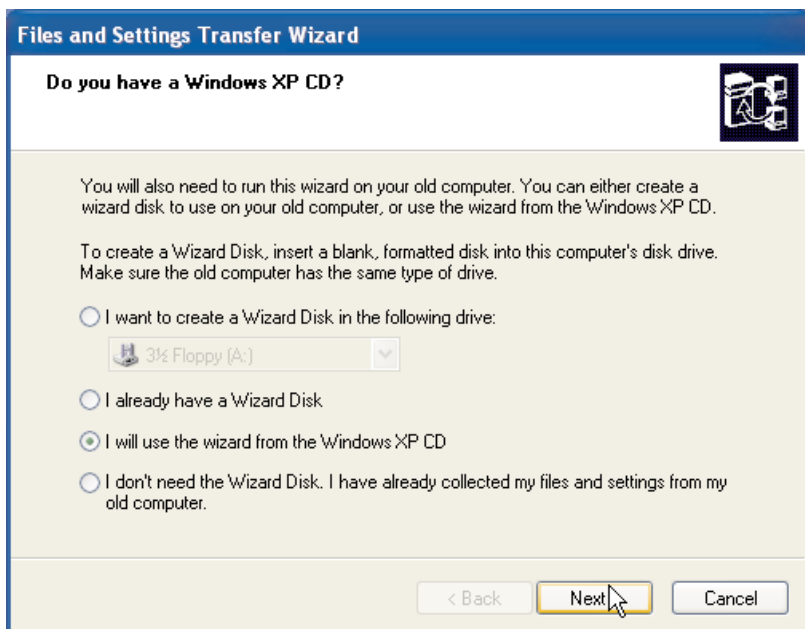 Files and Settings Transfer Wizard
Do you have a Windows XP CD?
You will also need to run this wizard on your old computer. You can either create a
wizard disk to use on your old computer, or use the wizard from the Windows XP CD.
To create a Wizard Disk, insert a blank, formatted disk into this computer's disk drive.
Make sure the old computer has the same type of drive.
I want to create a Wizard Disk in the following drive:
3½ Floppy (A:)
I already have a Wizard Disk
I will use the wizard from the Windows XP CD
I don't need the Wizard Disk. I have already collected my files and settings from my
old computer.
< Back Next > Cancel